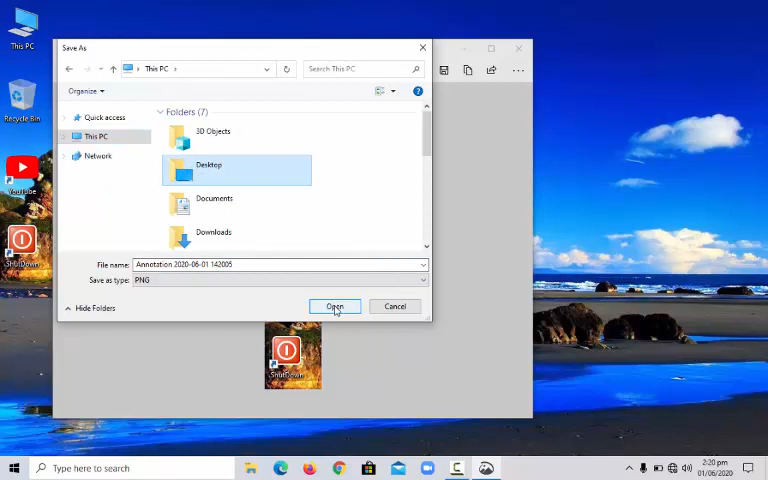 This PC
Recycle Bin
YouTube
ShutDown
Save As
This PC
Search This PC
Organize
Quick access
This PC
Network
Folders (7)
3D Objects
Desktop
Documents
Downloads
File name: Annotation 2020-06-01 142005
Save as type: PNG
Hide Folders
Open
Cancel
ShutDown
Type here to search
2:20 pm
01/06/2020